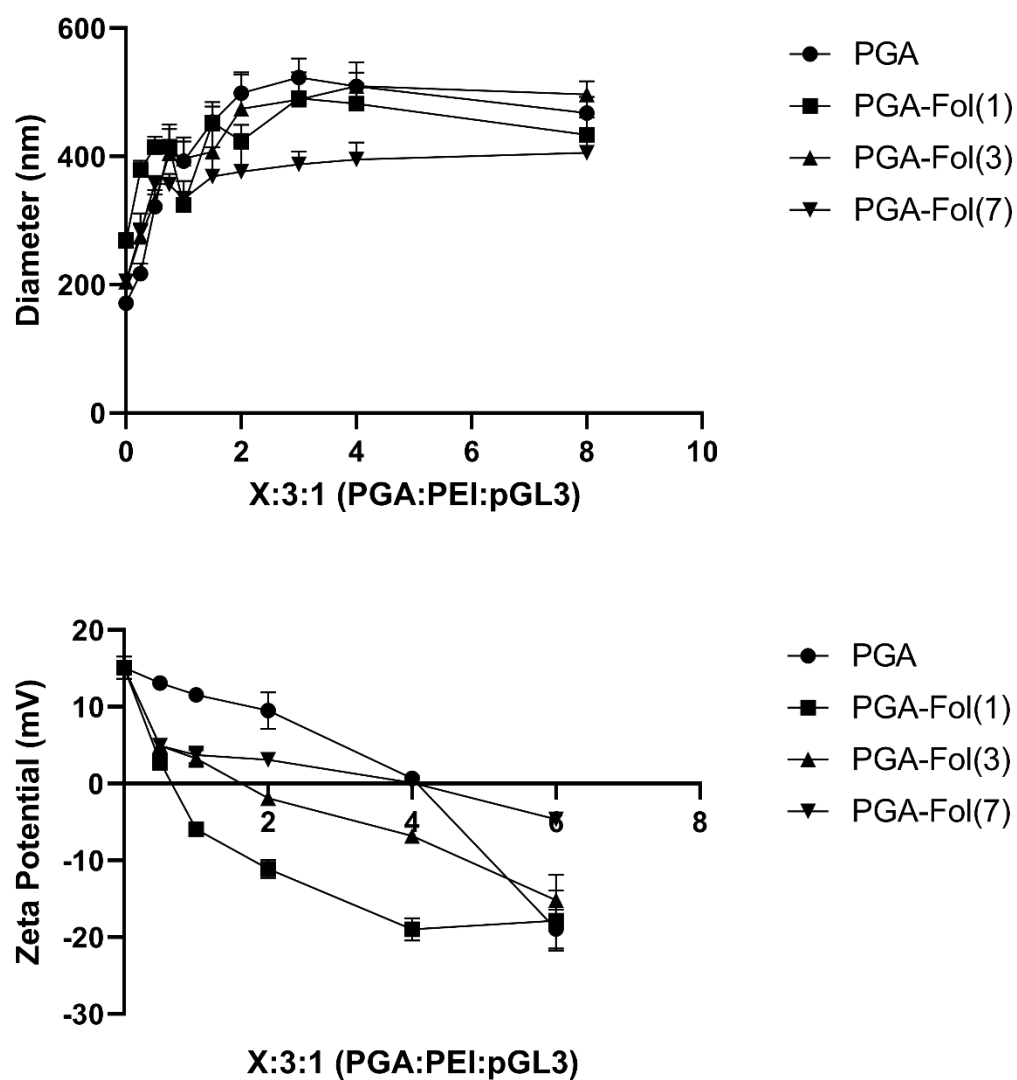 600
400
200
0
Diameter (nm)
0 2 4 6 8 10
X:3:1 (PGA:PEI:pGL3)
PGA
PGA-Fol(1)
PGA-Fol(3)
PGA-Fol(7)
20
10
0
-10
-20
-30
Zeta Potential (mV)
2 4 6 8
X:3:1 (PGA:PEI:pGL3)
PGA
PGA-Fol(1)
PGA-Fol(3)
PGA-Fol(7)